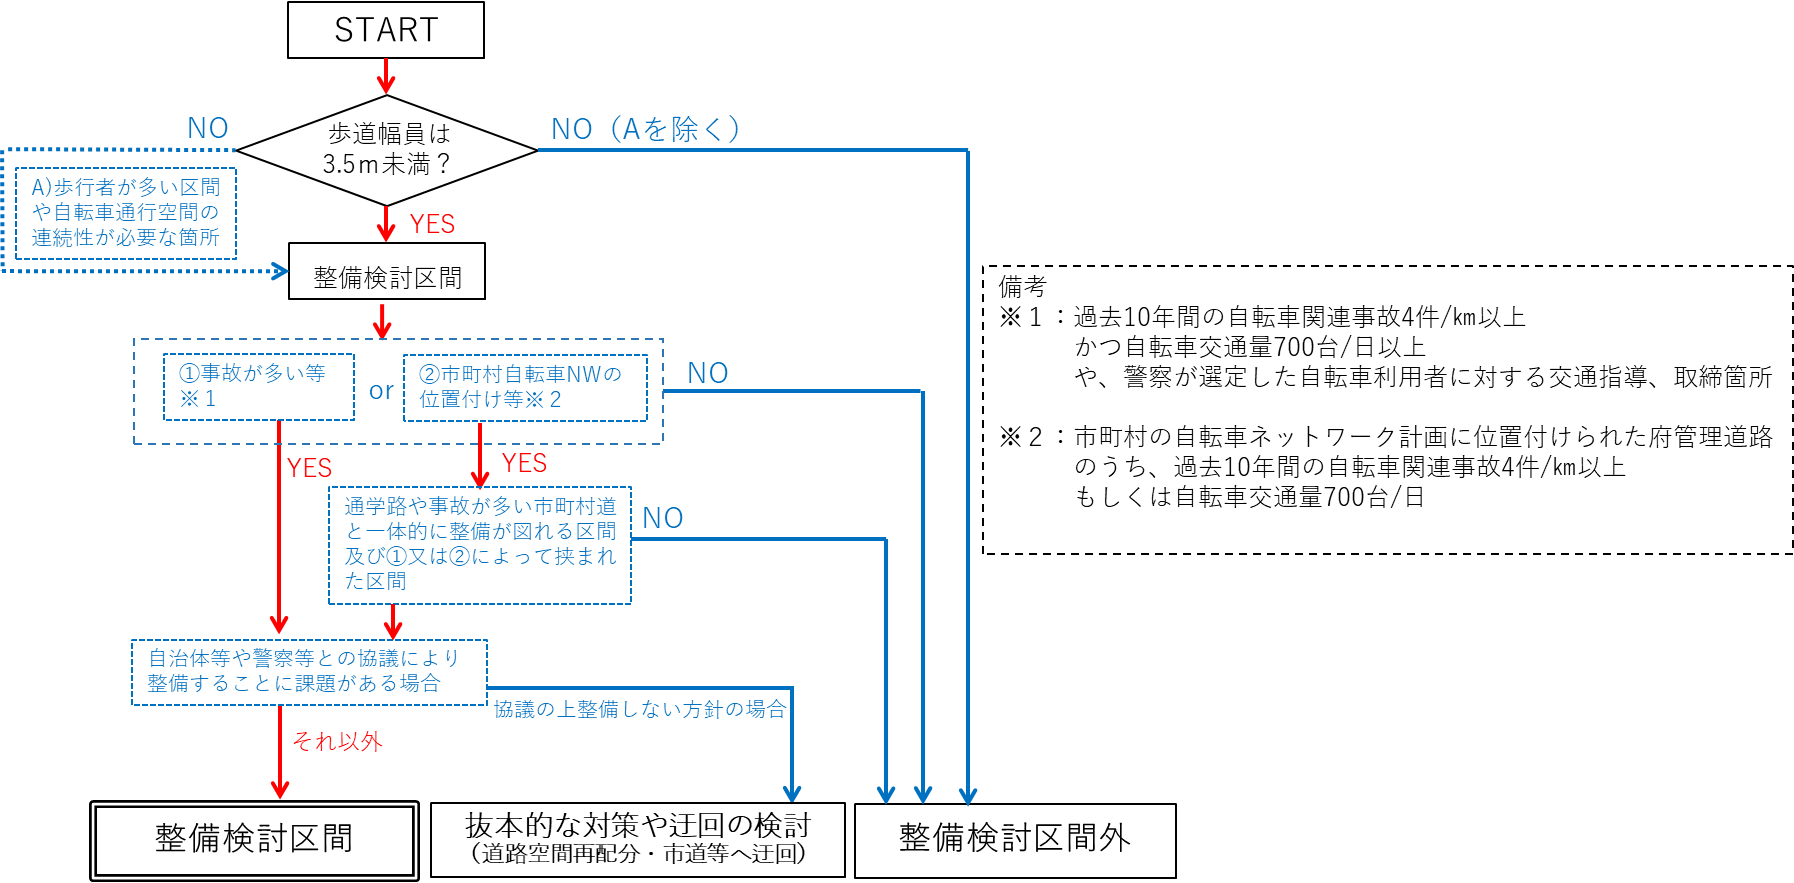 START
NO
歩道幅員は
3.5ｍ未満？
NO（Aを除く）
A)歩行者が多い区間
や自転車通行空間の
連続性が必要な箇所
YES
整備検討区間
①事故が多い等
※１
or
②市町村自転車NWの
位置付け等※２
NO
YES
YES
通学路や事故が多い市町村道
と一体的に整備が図れる区間
及び①又は②によって挟まれ
た区間
NO
自治体等や警察等との協議により
整備することに課題がある場合
協議の上整備しない方針の場合
それ以外
整備検討区間
抜本的な対策や迂回の検討
（道路空間再配分・市道等へ迂回）
整備検討区間外
備考
※１：過去10年間の自転車関連事故4件/㎞以上
かつ自転車交通量700台/日以上
や、警察が選定した自転車利用者に対する交通指導、取締箇所
※２：市町村の自転車ネットワーク計画に位置付けられた府管理道路
のうち、過去10年間の自転車関連事故4件/㎞以上
もしくは自転車交通量700台/日